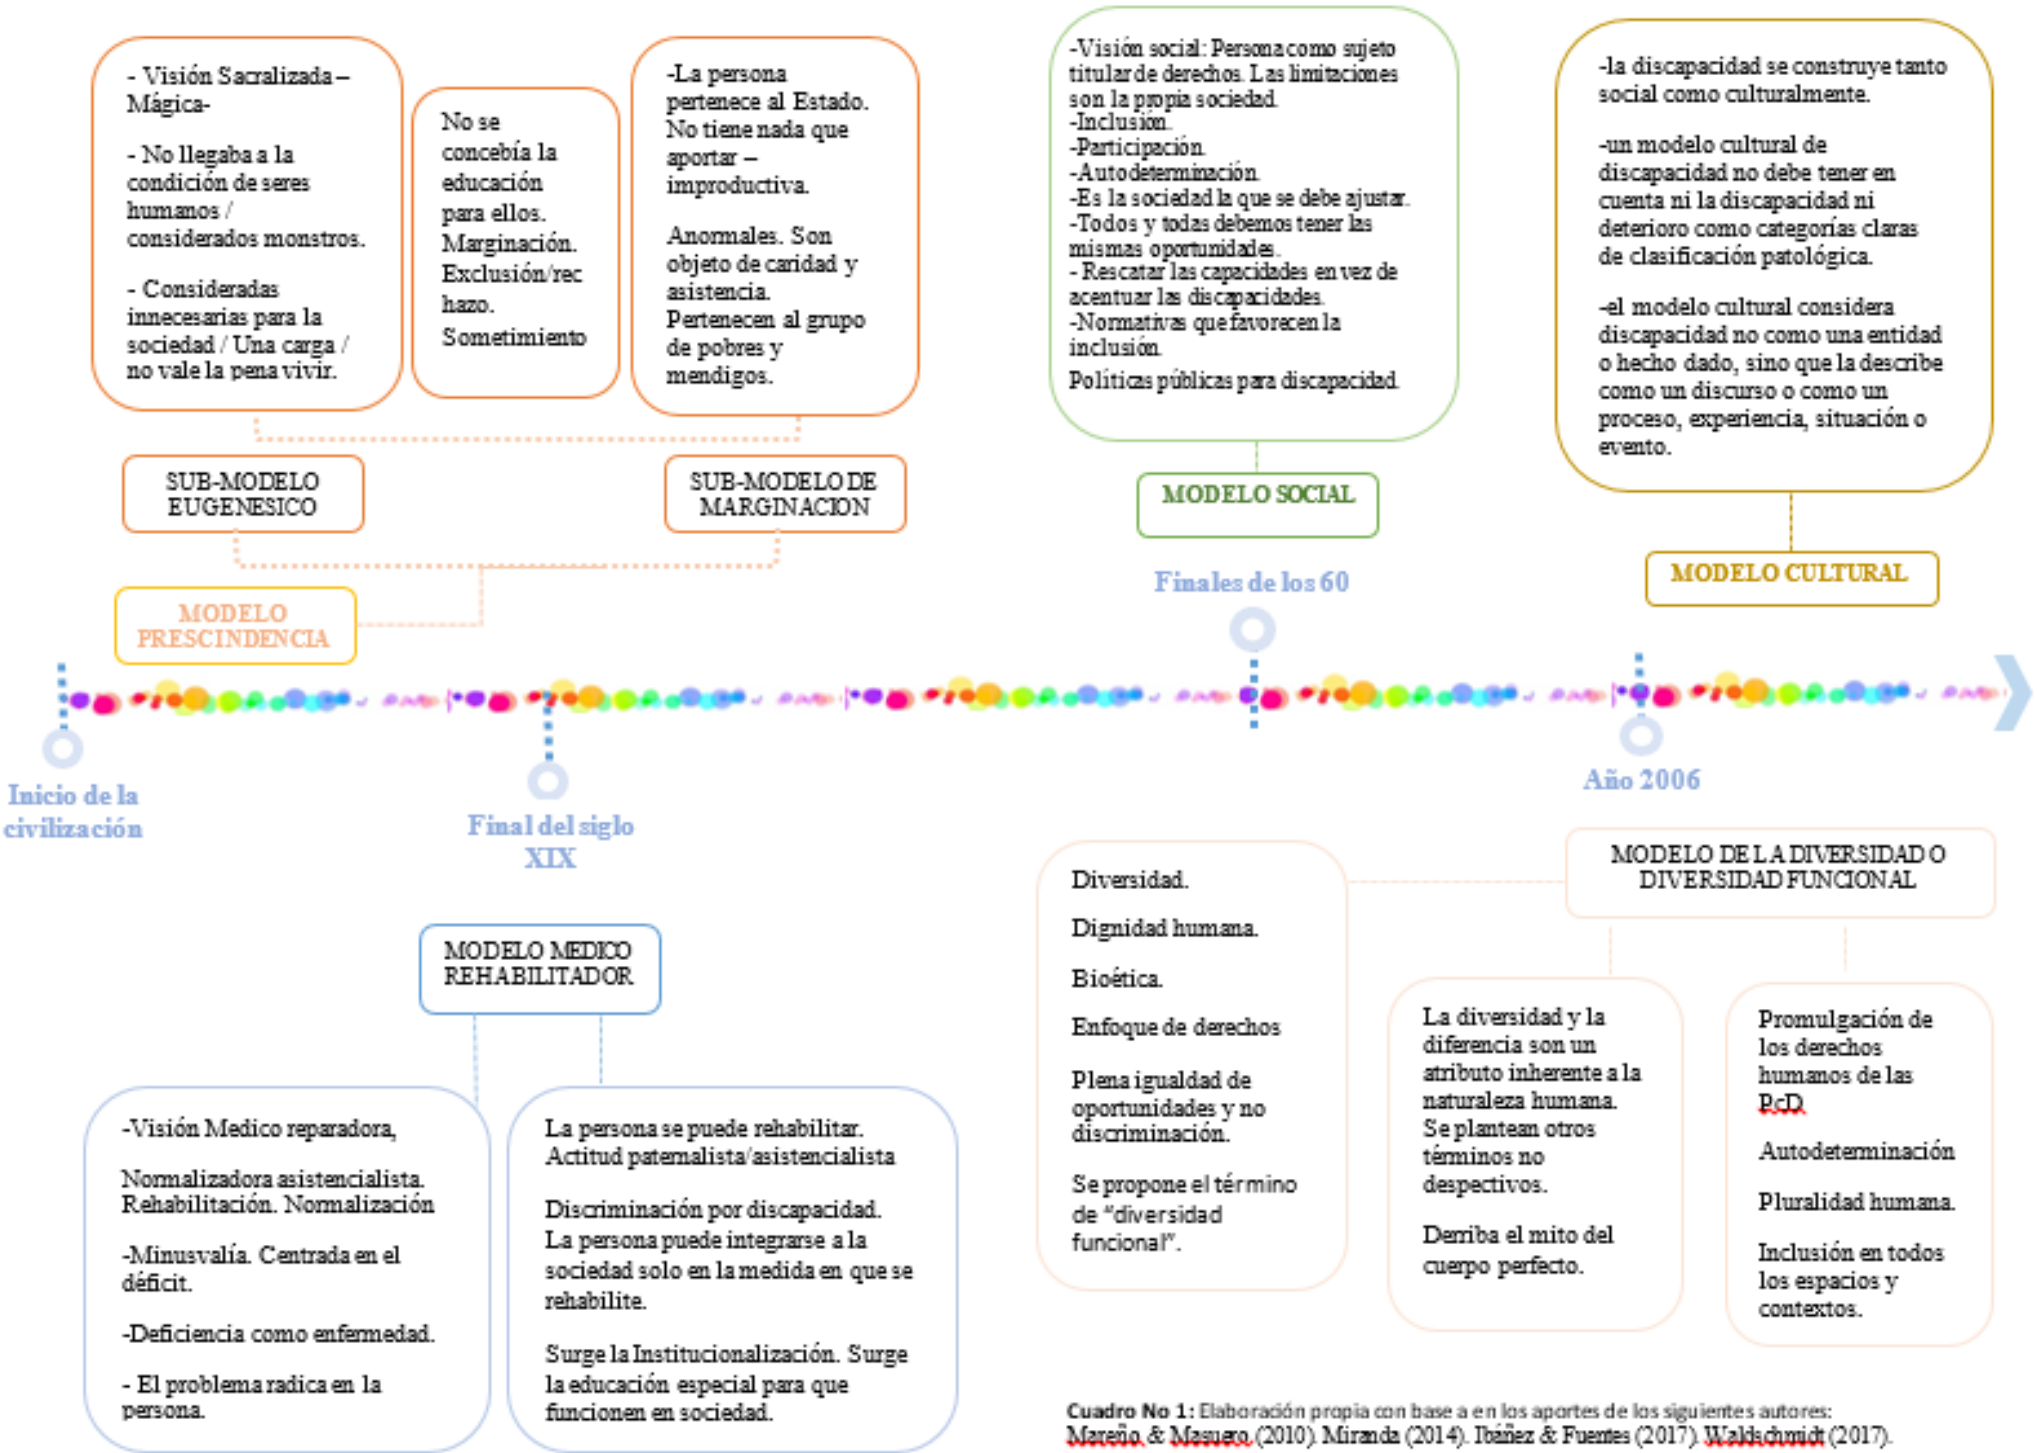 - Visión Sacralizada –
Mágica-
- No llegaba a la
condición de seres
humanos /
considerados monstros.
- Consideradas
innecesarias para la
sociedad / Una carga /
no vale la pena vivir.
No se
concebía la
educación
para ellos.
Marginación.
Exclusión/rec
hazo.
Sometimiento
-La persona
pertenece al Estado.
No tiene nada que
aportar –
improductiva.
Anormales. Son
objeto de caridad y
asistencia.
Pertenecen al grupo
de pobres y
mendigos.
SUB-MODELO
EUGENESICO
SUB-MODELO DE
MARGINACION
MODELO
PRESCINDENCIA
-Visión social: Persona como sujeto
titular de derechos. Las limitaciones
son la propia sociedad.
-Inclusión.
-Participación.
-Autodeterminación.
-Es la sociedad la que se debe ajustar.
-Todos y todas debemos tener las
mismas oportunidades.
- Rescatar las capacidades en vez de
acentuar las discapacidades.
-Normativas que favorecen la
inclusión.
Políticas públicas para discapacidad.
MODELO SOCIAL
Finales de los 60
-la discapacidad se construye tanto
social como culturalmente.
-un modelo cultural de
discapacidad no debe tener en
cuenta ni la discapacidad ni
deterioro como categorías claras
de clasificación patológica.
-el modelo cultural considera
discapacidad no como una entidad
o hecho dado, sino que la describe
como un discurso o como un
proceso, experiencia, situación o
evento.
MODELO CULTURAL
Inicio de la
civilización
Final del siglo
XIX
Año 2006
MODELO MEDICO
REHABILITADOR
-Visión Medico reparadora,
Normalizadora asistencialista.
Rehabilitación. Normalización
-Minusvalía. Centrada en el
déficit.
-Deficiencia como enfermedad.
- El problema radica en la
persona.
La persona se puede rehabilitar.
Actitud paternalista/asistencialista
Discriminación por discapacidad.
La persona puede integrarse a la
sociedad solo en la medida en que se
rehabilite.
Surge la Institucionalización. Surge
la educación especial para que
funcionen en sociedad.
MODELO DE LA DIVERSIDAD O
DIVERSIDAD FUNCIONAL
Diversidad.
Dignidad humana.
Bioética.
Enfoque de derechos
Plena igualdad de
oportunidades y no
discriminación.
Se propone el término
de “diversidad
funcional”.
La diversidad y la
diferencia son un
atributo inherente a la
naturaleza humana.
Se plantean otros
términos no
despectivos.
Derriba el mito del
cuerpo perfecto.
Promulgación de
los derechos
humanos de las
PcD.
Autodeterminación
Pluralidad humana.
Inclusión en todos
los espacios y
contextos.
Cuadro No 1: Elaboración propia con base a en los aportes de los siguientes autores:
Mareño & Masuero (2010). Miranda (2014). Ibáñez & Fuentes (2017). Waldschmidt (2017).